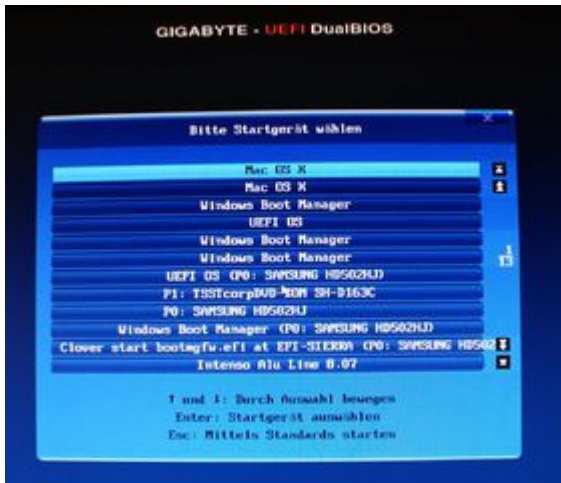 GIGABYTE - UEFI DualBIOS
Bitte Startgerät wählen
Mac OS X
Mac OS X
Windows Boot Manager
UEFI OS
Windows Boot Manager
Windows Boot Manager
UEFI OS (P0: SAMSUNG HD502HJ)
P1: TSSTcorpDVD-ROM SH-D163C
P0: SAMSUNG HD502HJ
Windows Boot Manager (P0: SAMSUNG HD502HJ)
Clover start bootmgfw.efi at EFI-SIERRA (P0: SAMSUNG HD502
Intenso Alu Line 8.07
1
13
↑ und ↓: Durch Auswahl bewegen
Enter: Startgerät auswählen
Esc: Mittels Standards starten